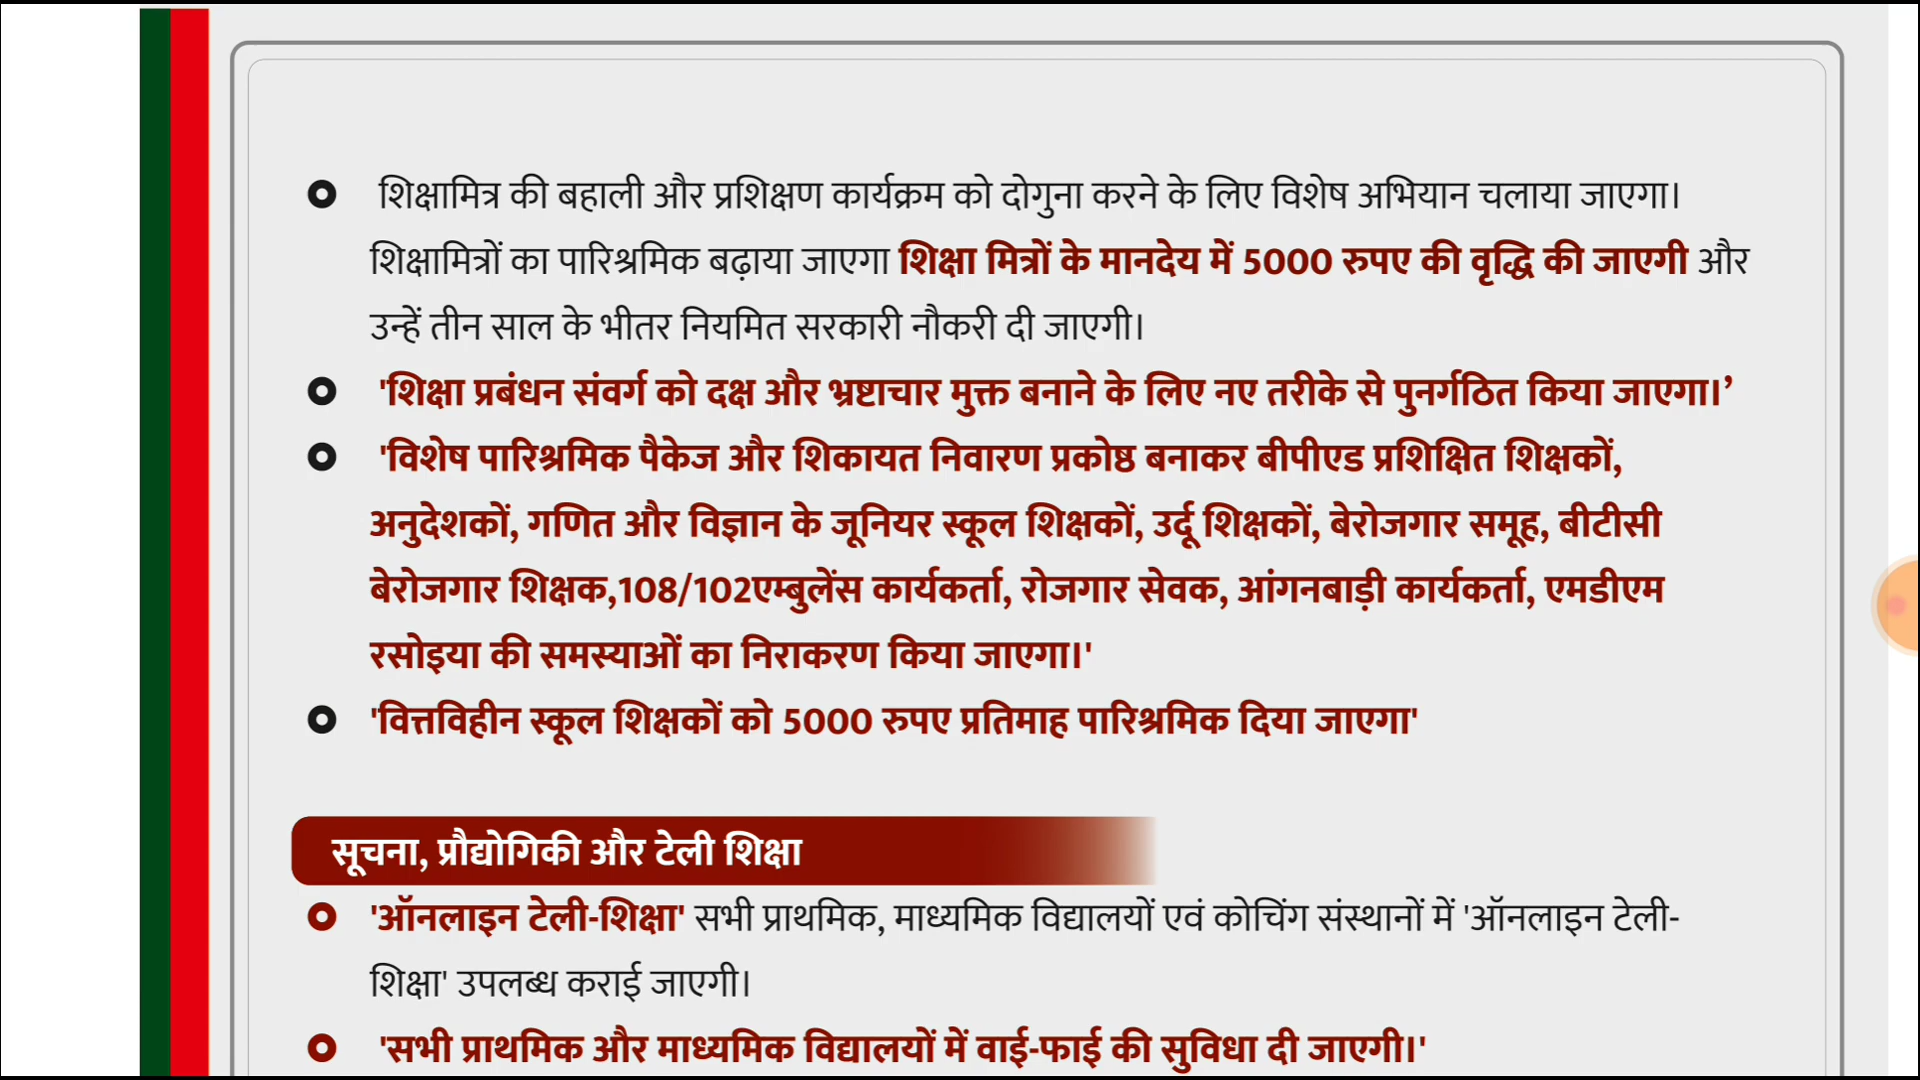 शिक्षामित्र की बहाली और प्रशिक्षण कार्यक्रम को दोगुना करने के लिए विशेष अभियान चलाया जाएगा।
शिक्षामित्रों का पारिश्रमिक बढ़ाया जाएगा शिक्षा मित्रों के मानदेय में 5000 रुपए की वृद्धि की जाएगी और
उन्हें तीन साल के भीतर नियमित सरकारी नौकरी दी जाएगी।
'शिक्षा प्रबंधन संवर्ग को दक्ष और भ्रष्टाचार मुक्त बनाने के लिए नए तरीके से पुनर्गठित किया जाएगा।’
'विशेष पारिश्रमिक पैकेज और शिकायत निवारण प्रकोष्ठ बनाकर बीपीएड प्रशिक्षित शिक्षकों,
अनुदेशकों, गणित और विज्ञान के जूनियर स्कूल शिक्षकों, उर्दू शिक्षकों, बेरोजगार समूह, बीटीसी
बेरोजगार शिक्षक,108/102एम्बुलेंस कार्यकर्ता, रोजगार सेवक, आंगनबाड़ी कार्यकर्ता, एमडीएम
रसोइया की समस्याओं का निराकरण किया जाएगा।'
'वित्तविहीन स्कूल शिक्षकों को 5000 रुपए प्रतिमाह पारिश्रमिक दिया जाएगा'
सूचना, प्रौद्योगिकी और टेली शिक्षा
'ऑनलाइन टेली-शिक्षा' सभी प्राथमिक, माध्यमिक विद्यालयों एवं कोचिंग संस्थानों में 'ऑनलाइन टेली-
शिक्षा' उपलब्ध कराई जाएगी।
'सभी प्राथमिक और माध्यमिक विद्यालयों में वाई-फाई की सुविधा दी जाएगी।'